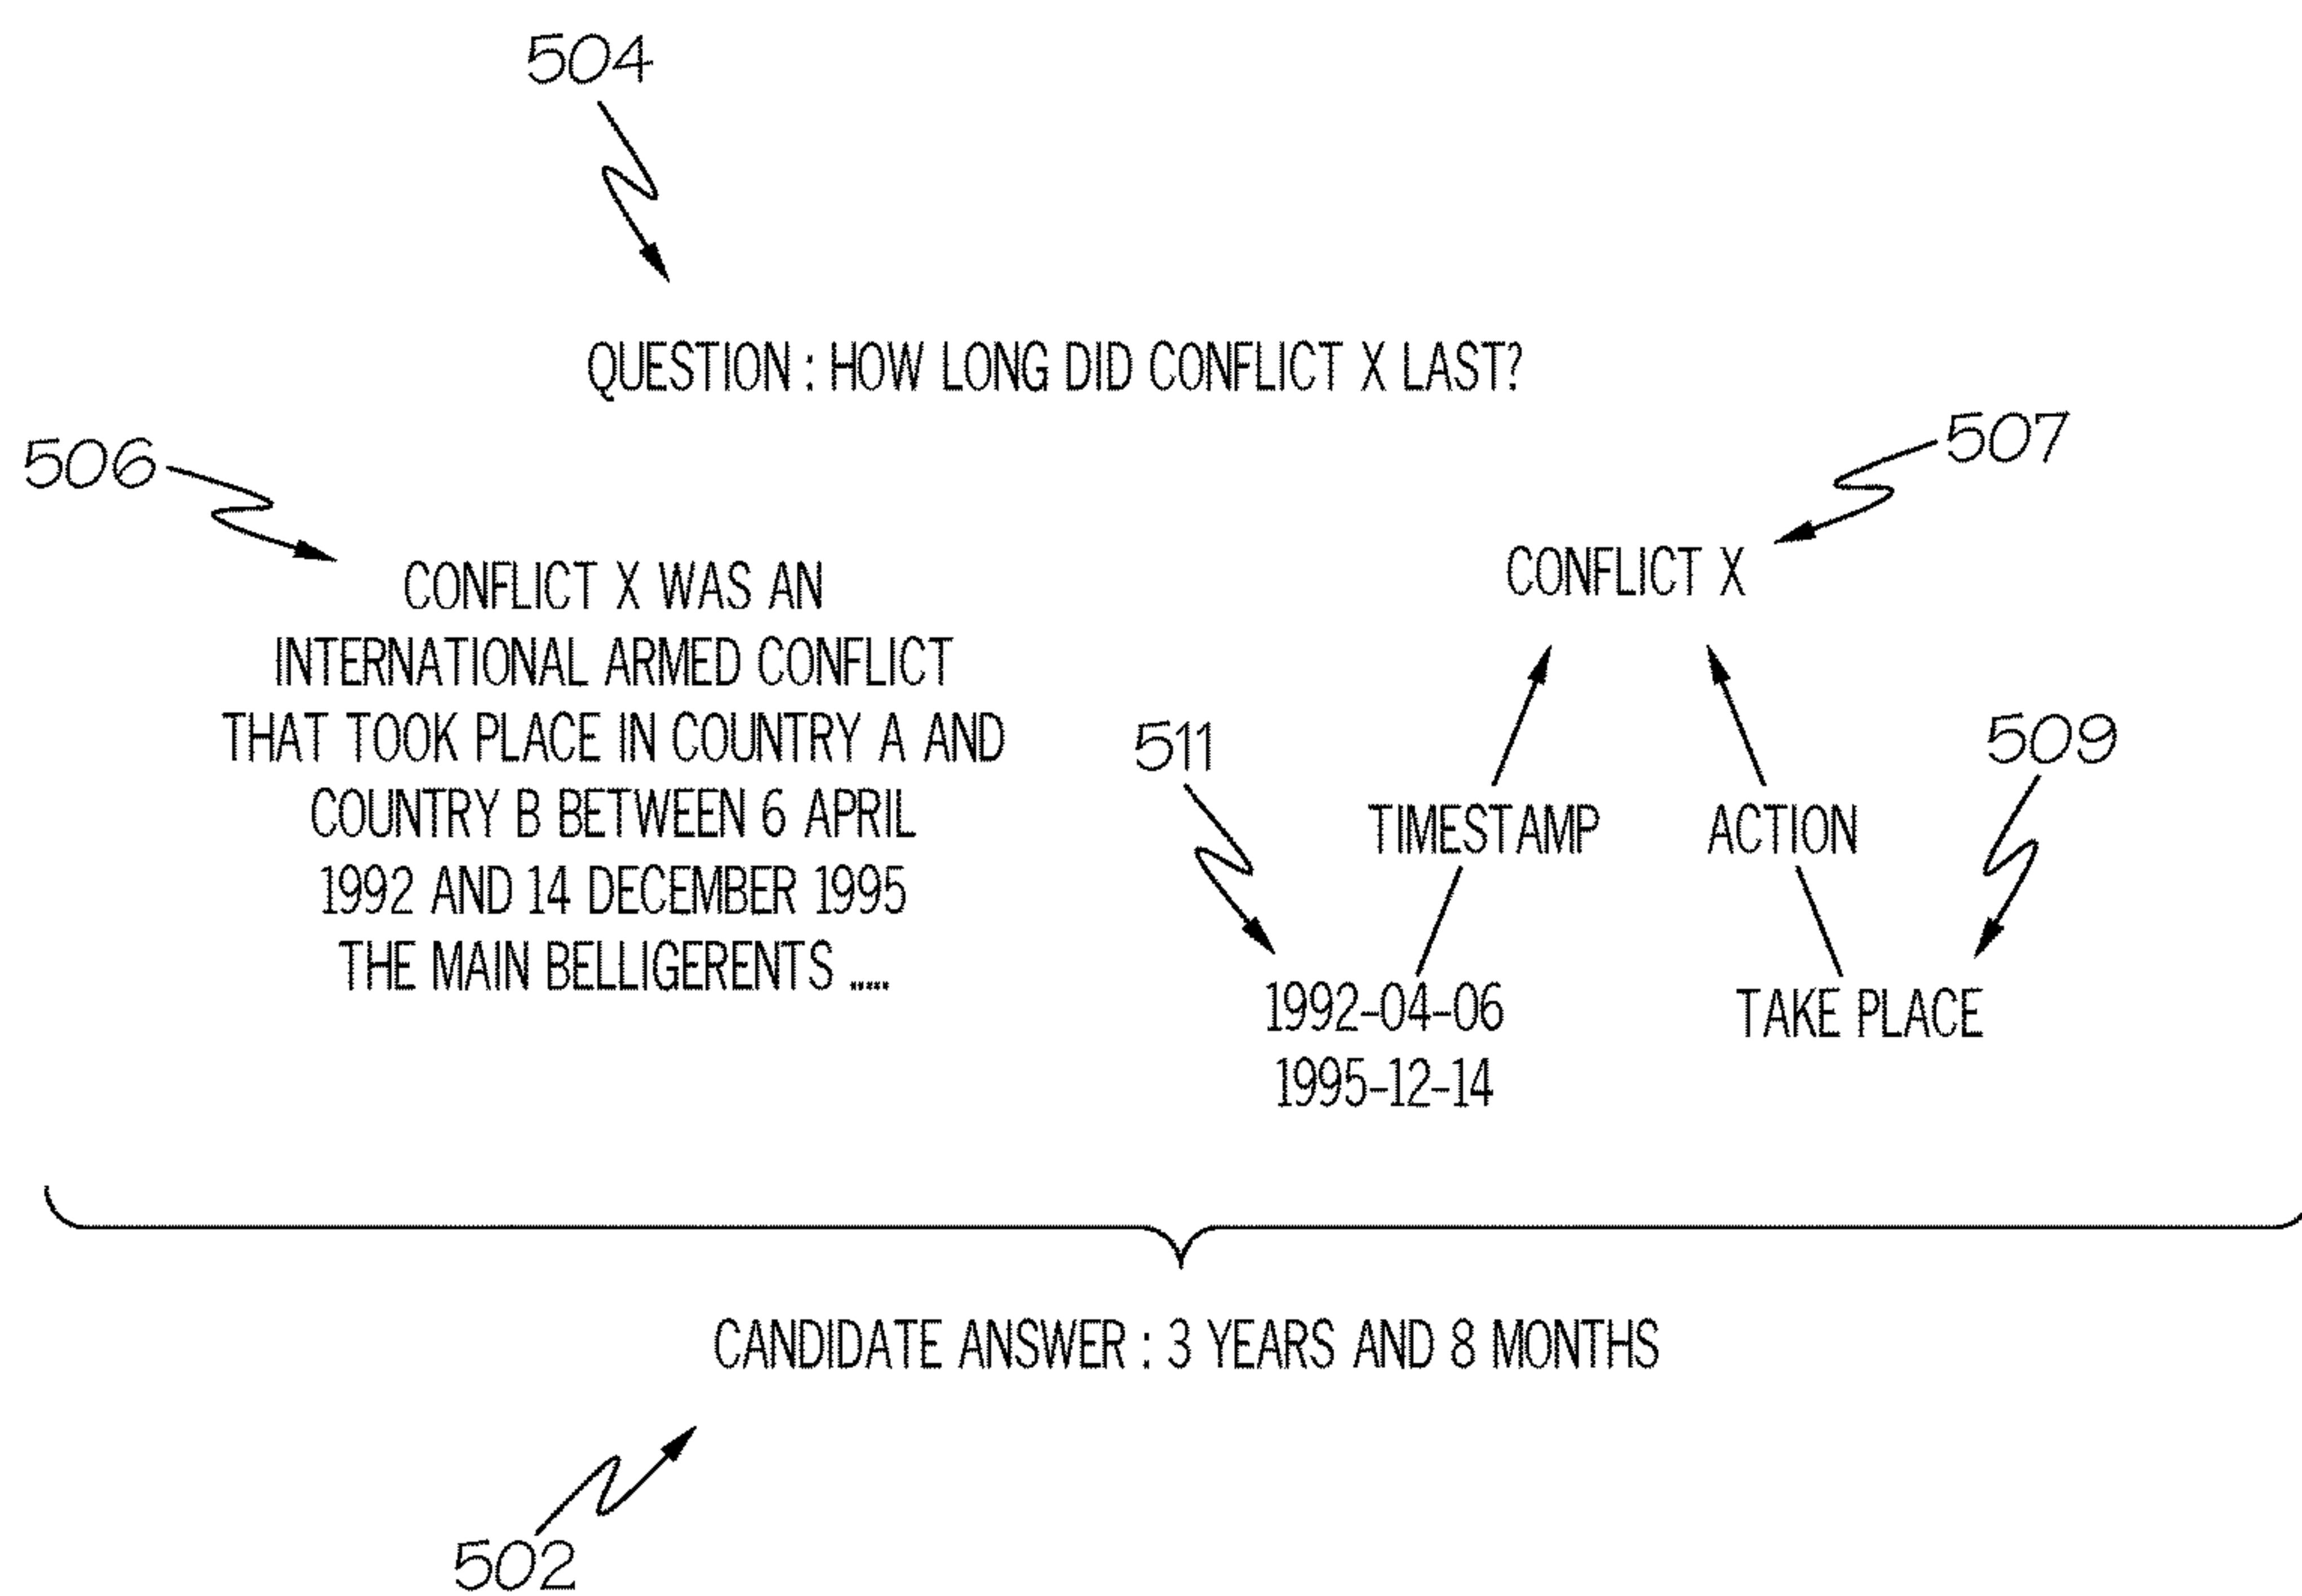 504
QUESTION : HOW LONG DID CONFLICT X LAST?
506
507
CONFLICT X WAS AN
INTERNATIONAL ARMED CONFLICT
THAT TOOK PLACE IN COUNTRY A AND
COUNTRY B BETWEEN 6 APRIL
1992 AND 14 DECEMBER 1995
THE MAIN BELLIGERENTS .....
CONFLICT X
511
509
TIMESTAMP
ACTION
1992-04-06
1995-12-14
TAKE PLACE
CANDIDATE ANSWER : 3 YEARS AND 8 MONTHS
502